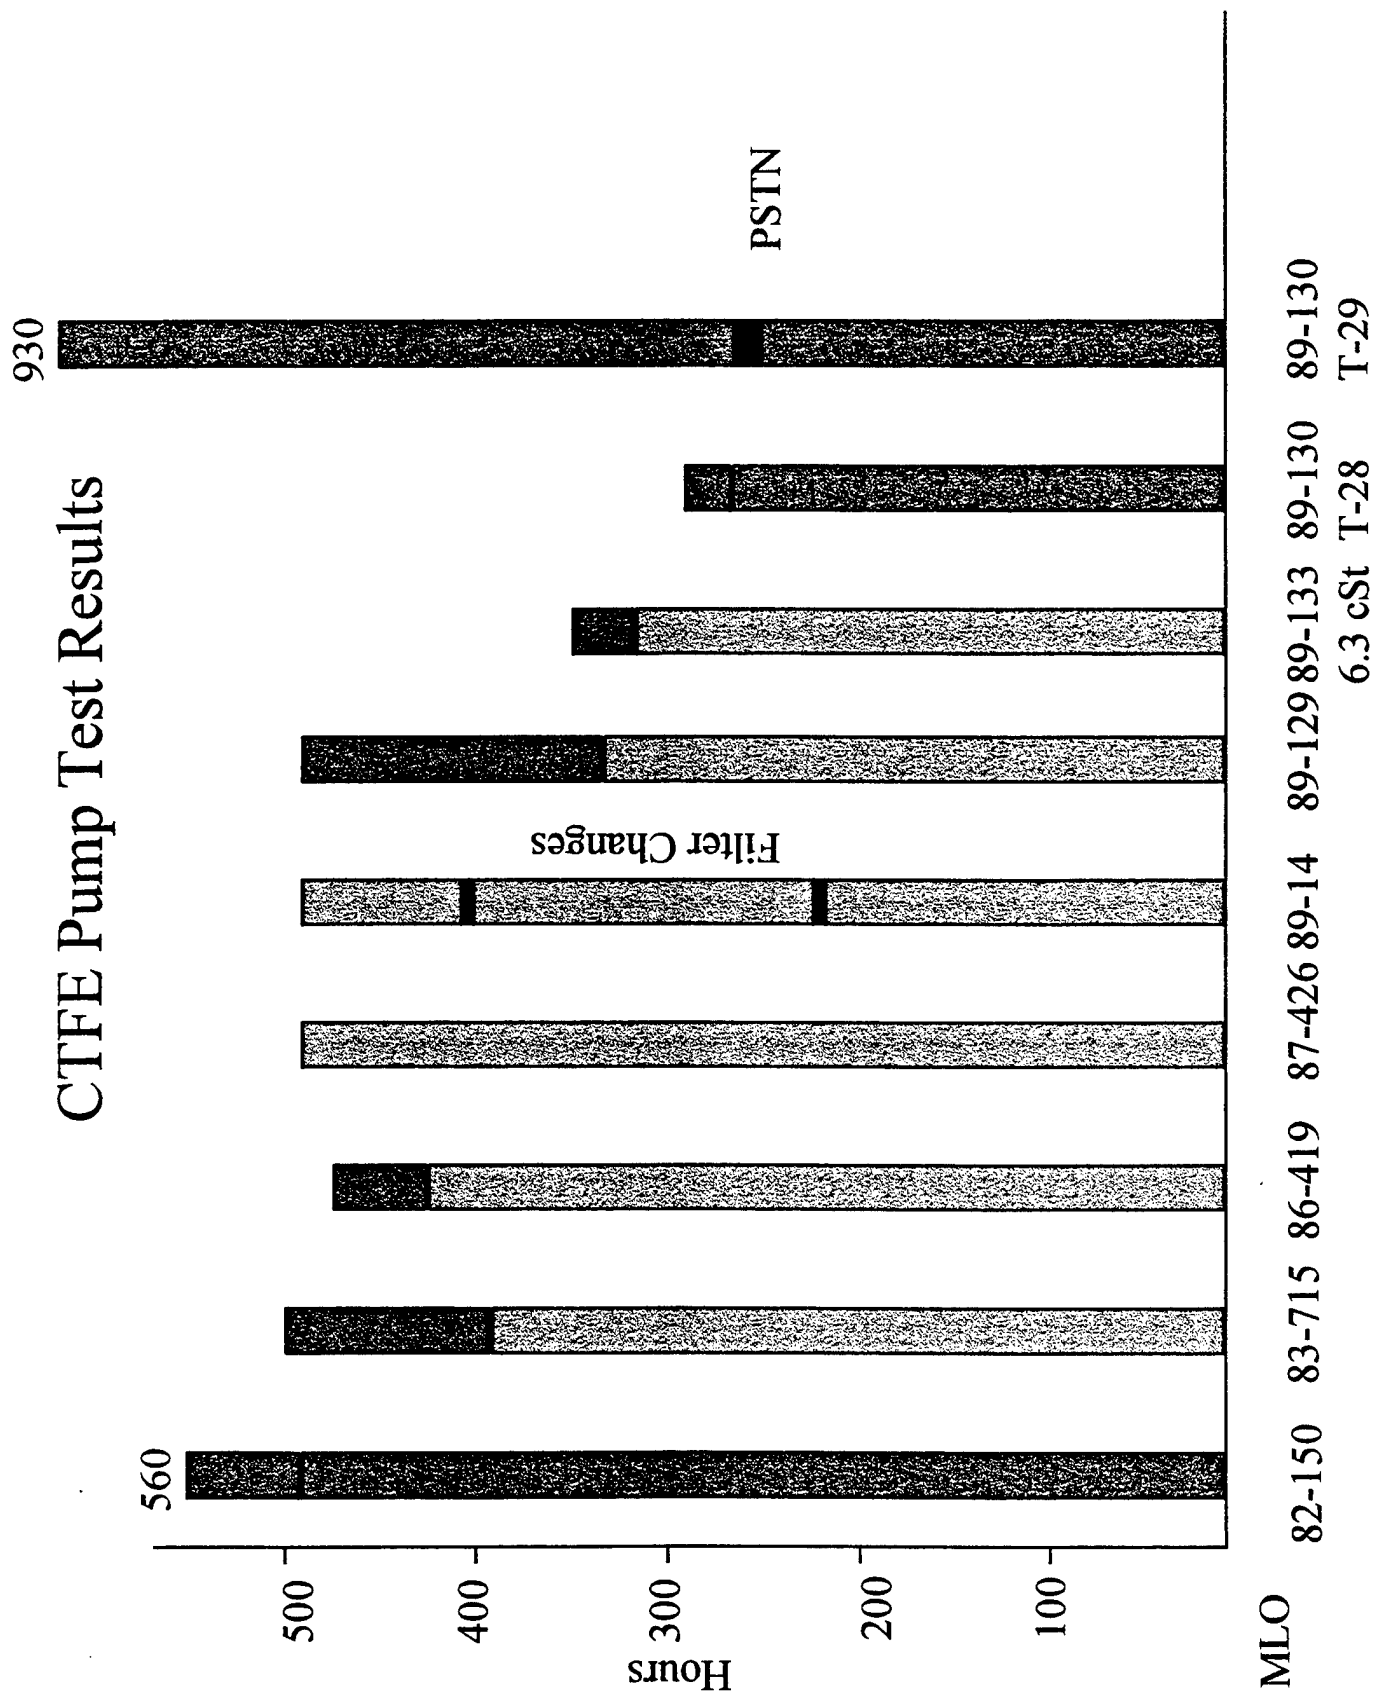 CTFE Pump Test Results
560
930
500
400
300
200
100
Hours
Filter Changes
PSTN
MLO
82-150
83-715
86-419
87-426
89-14
89-129
89-133
89-130
89-130
6.3 cSt
T-28
T-29